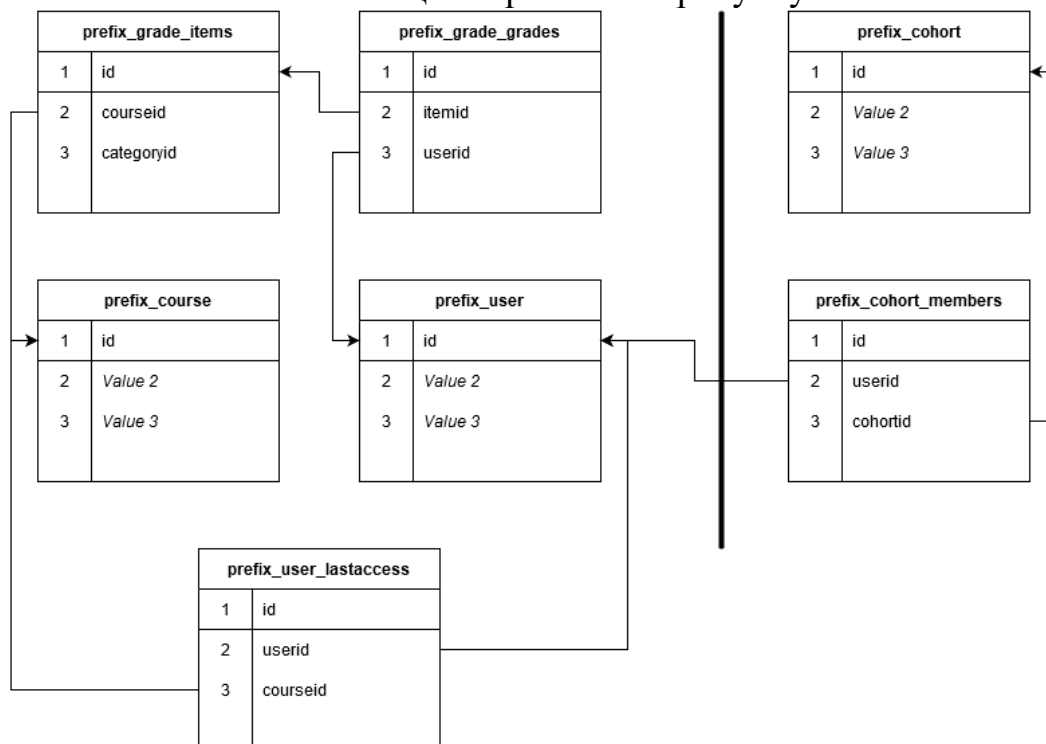 prefix_grade_items
1 id
2 courseid
3 categoryid
prefix_grade_grades
1 id
2 itemid
3 userid
prefix_cohort
1 id
2 Value 2
3 Value 3
prefix_course
1 id
2 Value 2
3 Value 3
prefix_user
1 id
2 Value 2
3 Value 3
prefix_cohort_members
1 id
2 userid
3 cohortid
prefix_user_lastaccess
1 id
2 userid
3 courseid